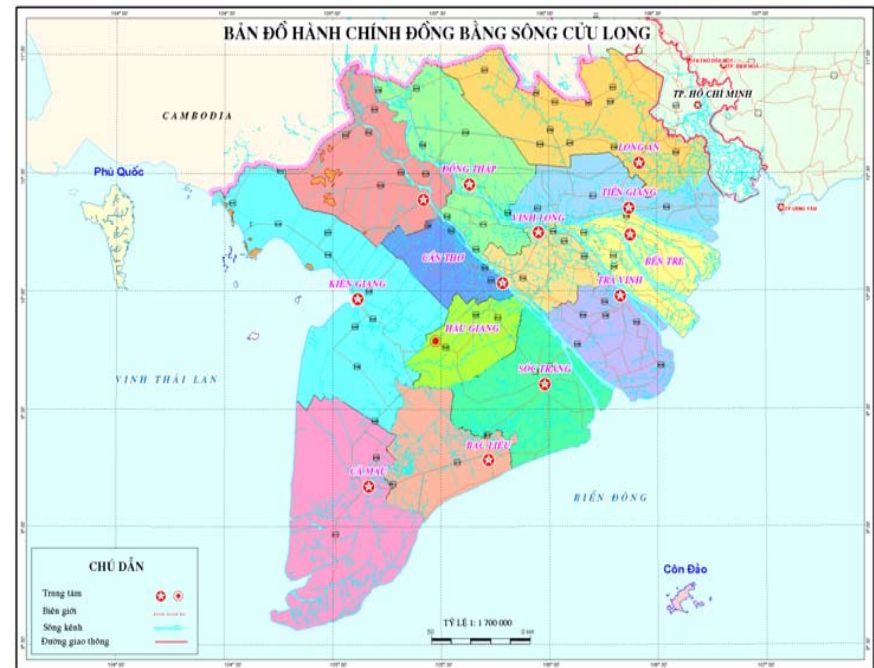 BẢN ĐỒ HÀNH CHÍNH ĐỒNG BẰNG SÔNG CỬU LONG
CAMBODIA
TP. HỒ CHÍ MINH
Phú Quốc
LONG AN
ĐỒNG THÁP
TIỀN GIANG
VĨNH LONG
CẦN THƠ
BẾN TRE
KIÊN GIANG
TRÀ VINH
HẬU GIANG
VỊNH THÁI LAN
SÓC TRĂNG
BẠC LIÊU
CÀ MAU
BIỂN ĐÔNG
Côn Đảo
CHÚ DẪN
Trung tâm
Biên giới
Sông kênh
Đường giao thông
TỶ LỆ 1: 1 700 000
50 0 km